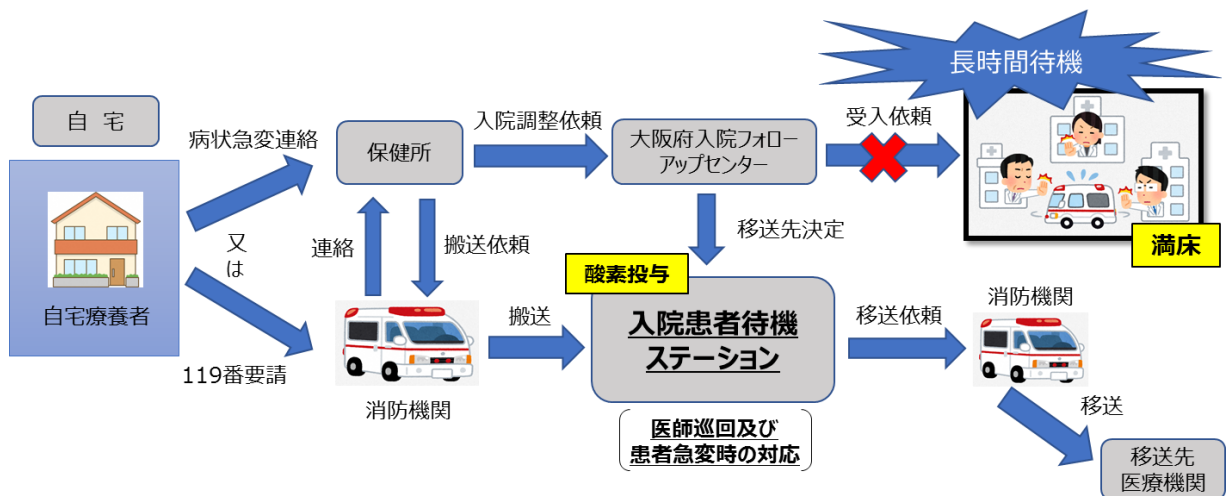 長時間待機
自 宅
病状急変連絡
保健所
入院調整依頼
大阪府入院フォロー
アップセンター
受入依頼
満床
又
は
連絡
搬送依頼
移送先決定
自宅療養者
119番要請
消防機関
搬送
酸素投与
入院患者待機
ステーション
医師巡回及び
患者急変時の対応
移送依頼
消防機関
移送
移送先
医療機関